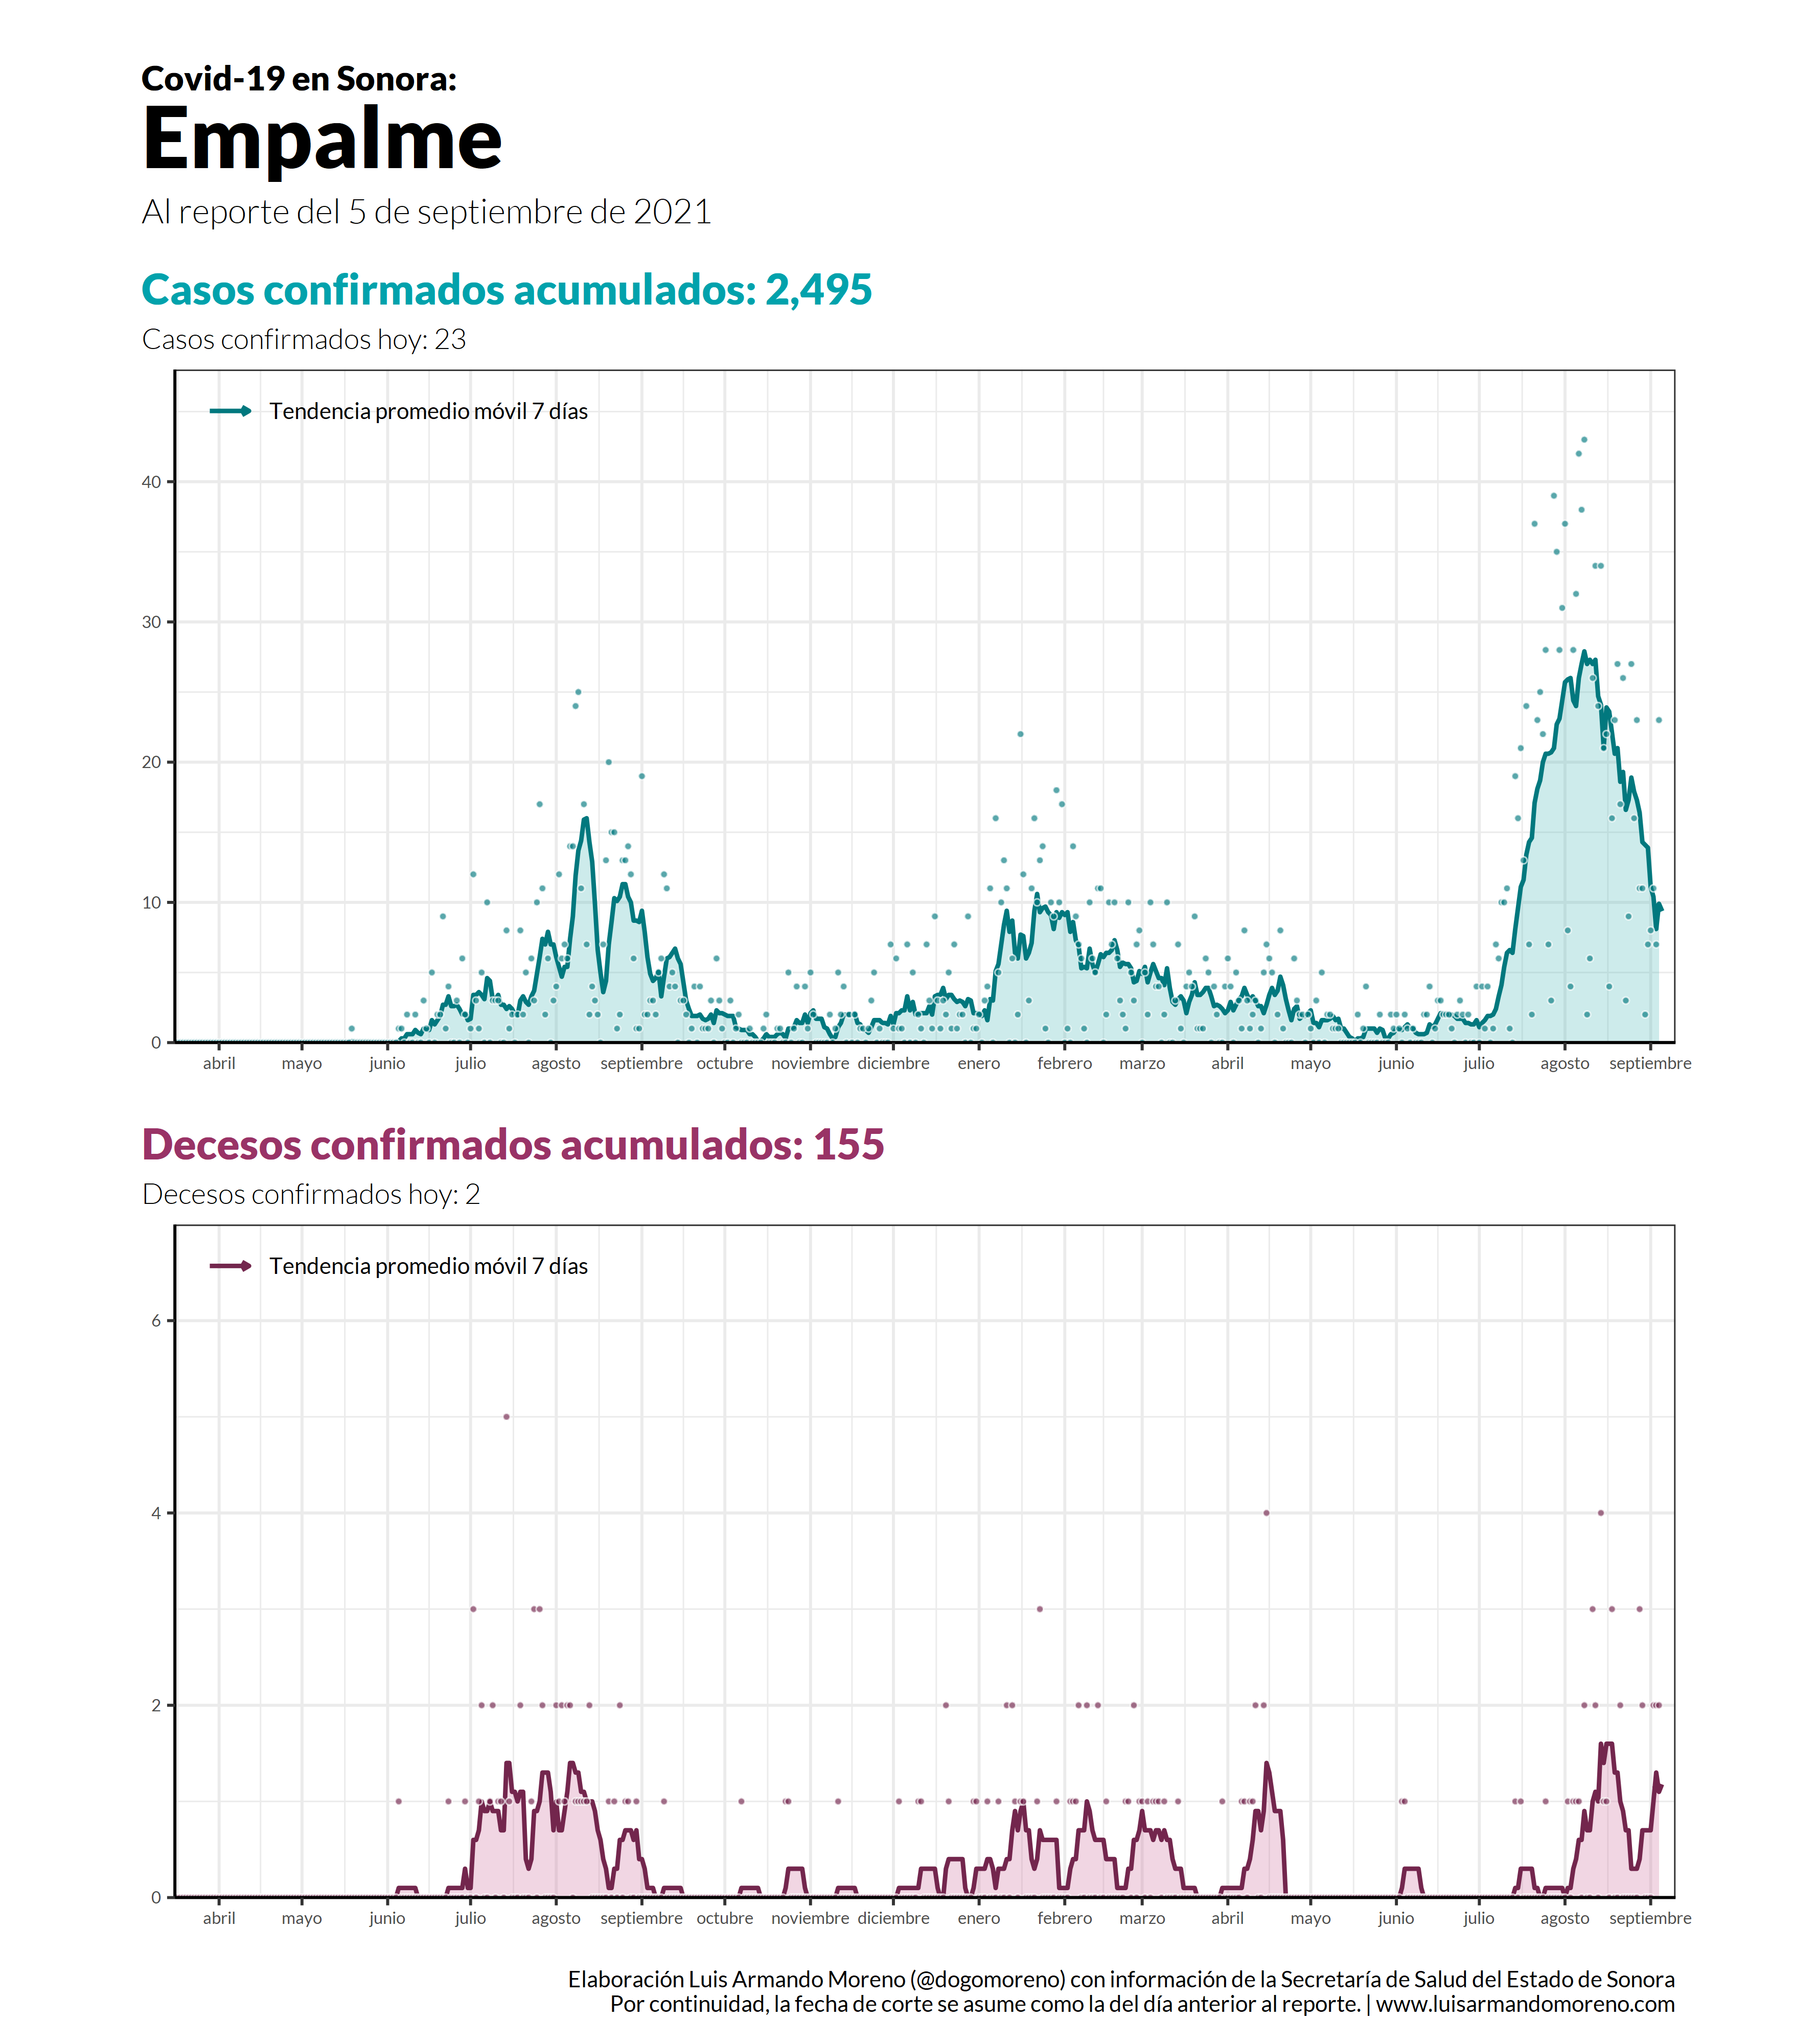 Covid-19 en Sonora:
Empalme
Al reporte del 5 de septiembre de 2021
Casos confirmados acumulados: 2,495
Casos confirmados hoy: 23
Tendencia promedio móvil 7 días
40
30
20
10
0
abril mayo junio julio agosto septiembre octubre noviembre diciembre enero febrero marzo abril mayo junio julio agosto septiembre
Decesos confirmados acumulados: 155
Decesos confirmados hoy: 2
Tendencia promedio móvil 7 días
6
4
2
0
abril mayo junio julio agosto septiembre octubre noviembre diciembre enero febrero marzo abril mayo junio julio agosto septiembre
Elaboración Luis Armando Moreno (@dogomoreno) con información de la Secretaría de Salud del Estado de Sonora
Por continuidad, la fecha de corte se asume como la del día anterior al reporte. | www.luisarmandomoreno.com